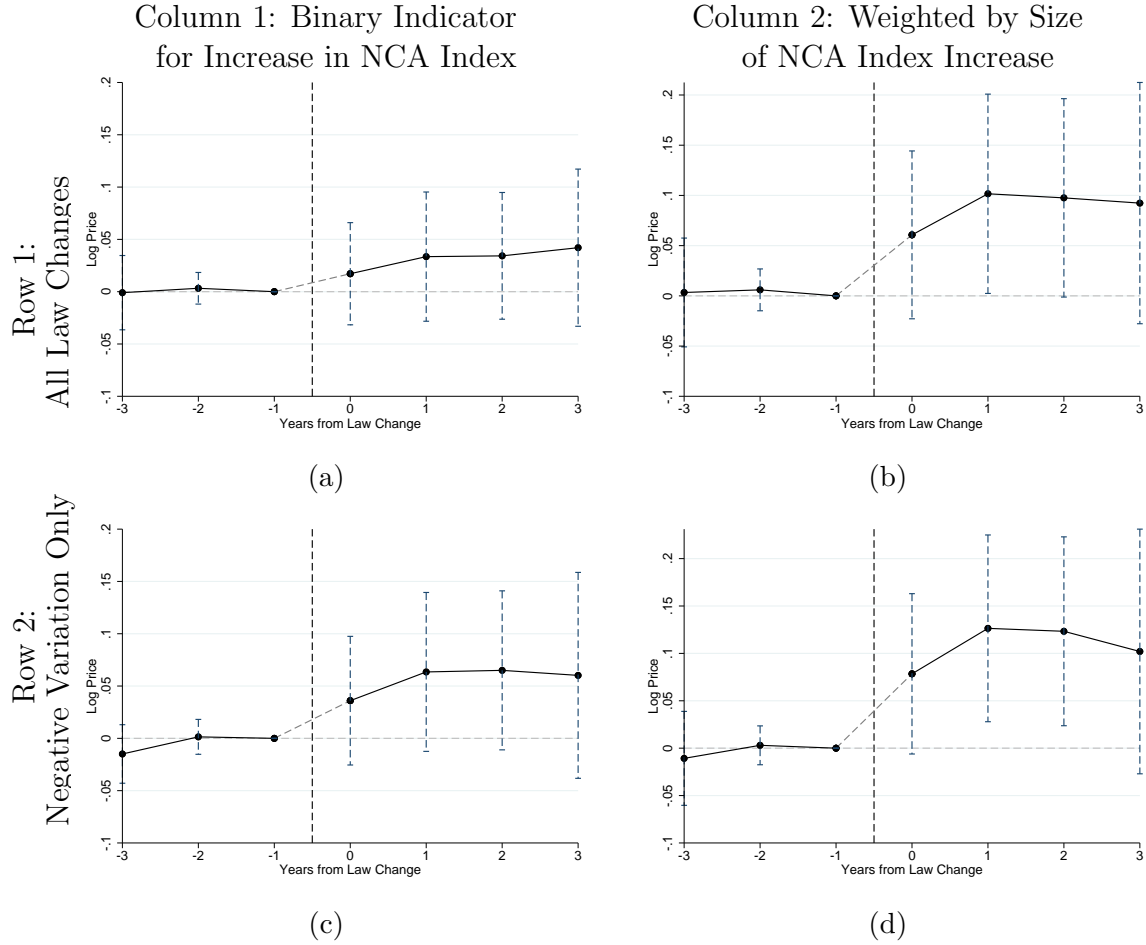 Column 1: Binary Indicator
for Increase in NCA Index
Column 2: Weighted by Size
of NCA Index Increase
Row 1:
All Law Changes
.2
.15
.1
.05
0
-.05
-.1
Log Price
-3 -2 -1 0 1 2 3
Years from Law Change
(a)
.2
.15
.1
.05
0
-.05
-.1
Log Price
-3 -2 -1 0 1 2 3
Years from Law Change
(b)
Row 2:
Negative Variation Only
.2
.15
.1
.05
0
-.05
-.1
Log Price
-3 -2 -1 0 1 2 3
Years from Law Change
(c)
.2
.15
.1
.05
0
-.05
-.1
Log Price
-3 -2 -1 0 1 2 3
Years from Law Change
(d)